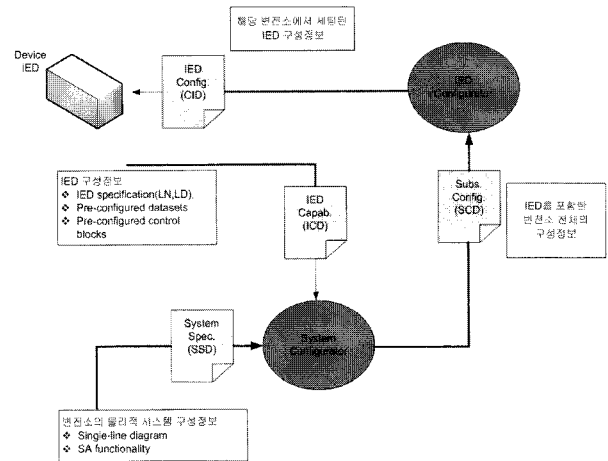 해당 변전소에서 세팅된
IED 구성정보
Device
IED
IED
Config.
(CID)
IED
Configurator
IED 구성정보
❖ IED specification(LN,LD),
❖ Pre-configured datasets
❖ Pre-configured control
blocks
IED
Capab.
(ICD)
Subs.
Config.
(SCD)
IED를 포함한
변전소 전체의
구성정보
System
Spec.
(SSD)
System
Configurator
변전소의 물리적 시스템 구성정보
❖ Single-line diagram
❖ SA functionality